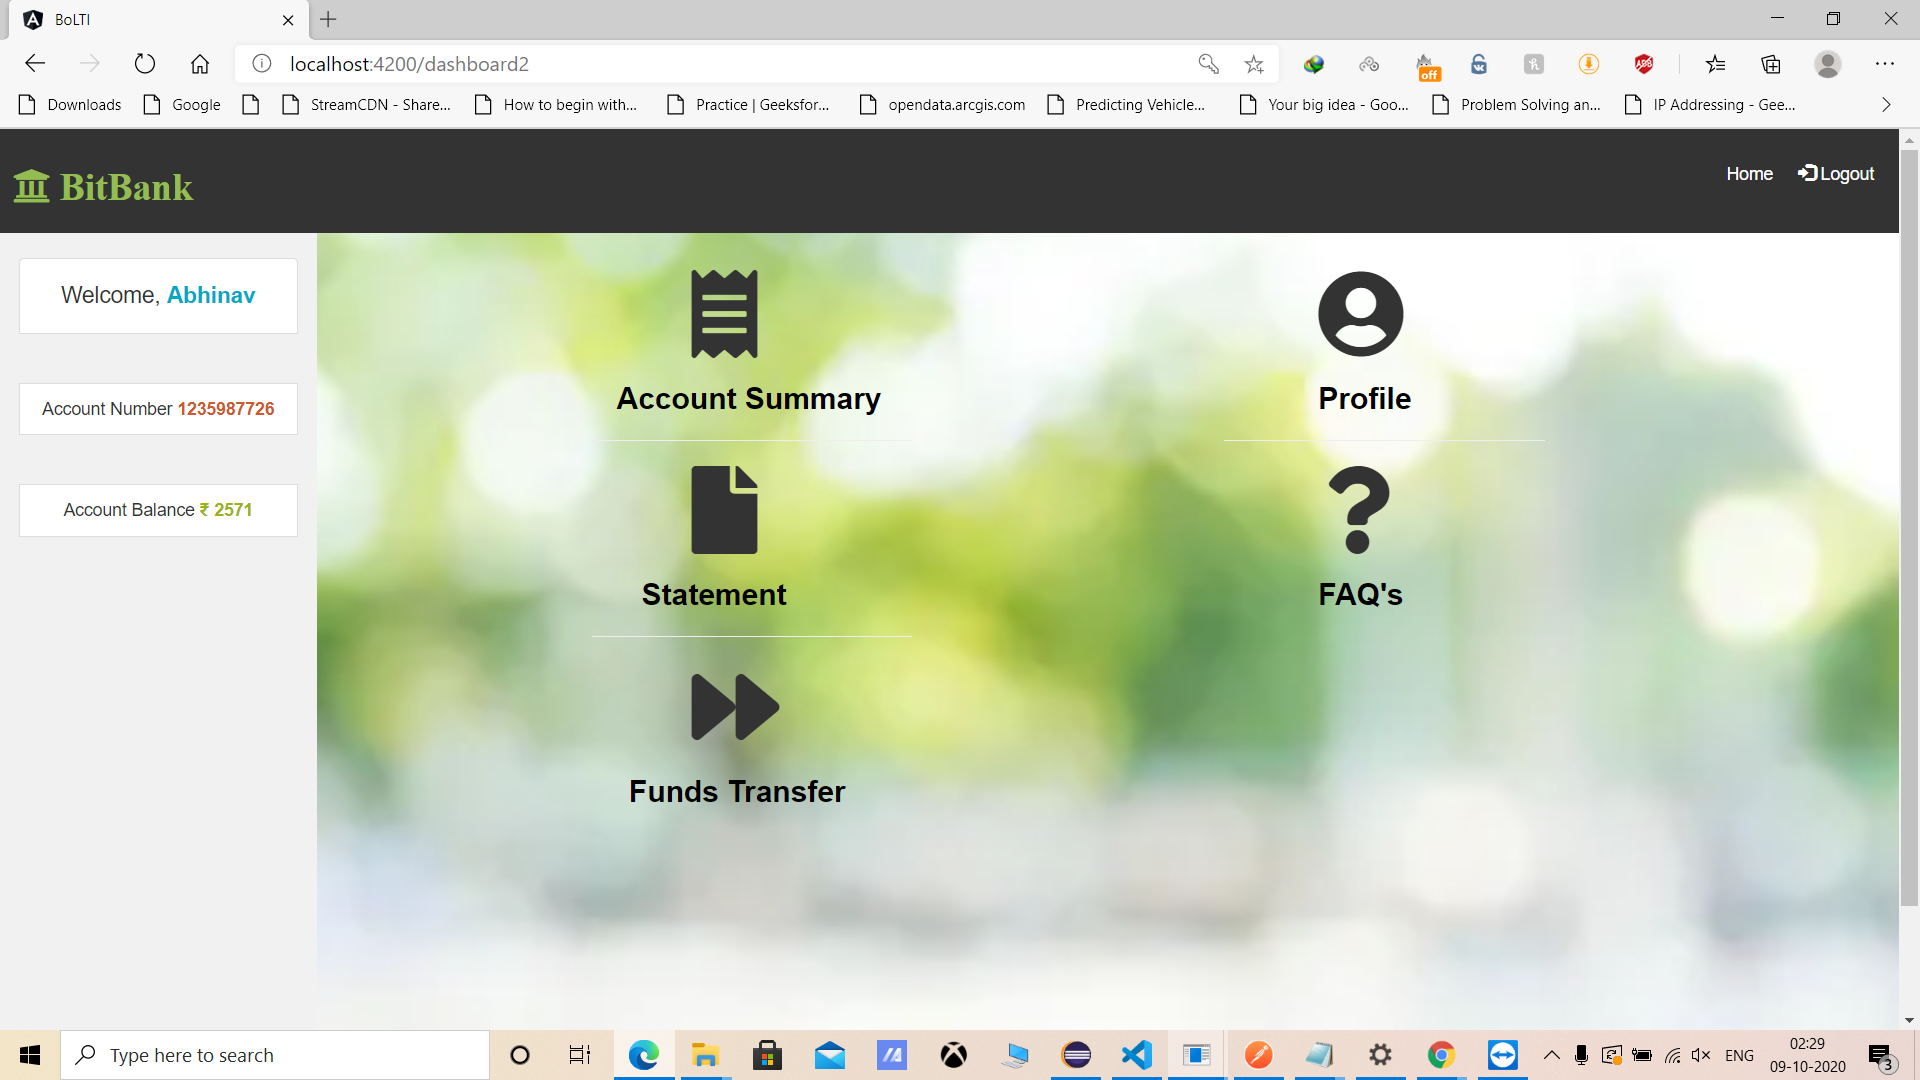 BoLTI
localhost:4200/dashboard2
off
ADB
Downloads
Google
StreamCDN - Share...
How to begin with...
Practice | Geeksfor...
opendata.arcgis.com
Predicting Vehicle...
Your big idea - Goo...
Problem Solving an...
IP Addressing - Gee...
BitBank
Home
Logout
Welcome, Abhinav
Account Number 1235987726
Account Balance ₹ 2571
Account Summary
Profile
Statement
FAQ's
Funds Transfer
Type here to search
ENG
02:29
09-10-2020
3